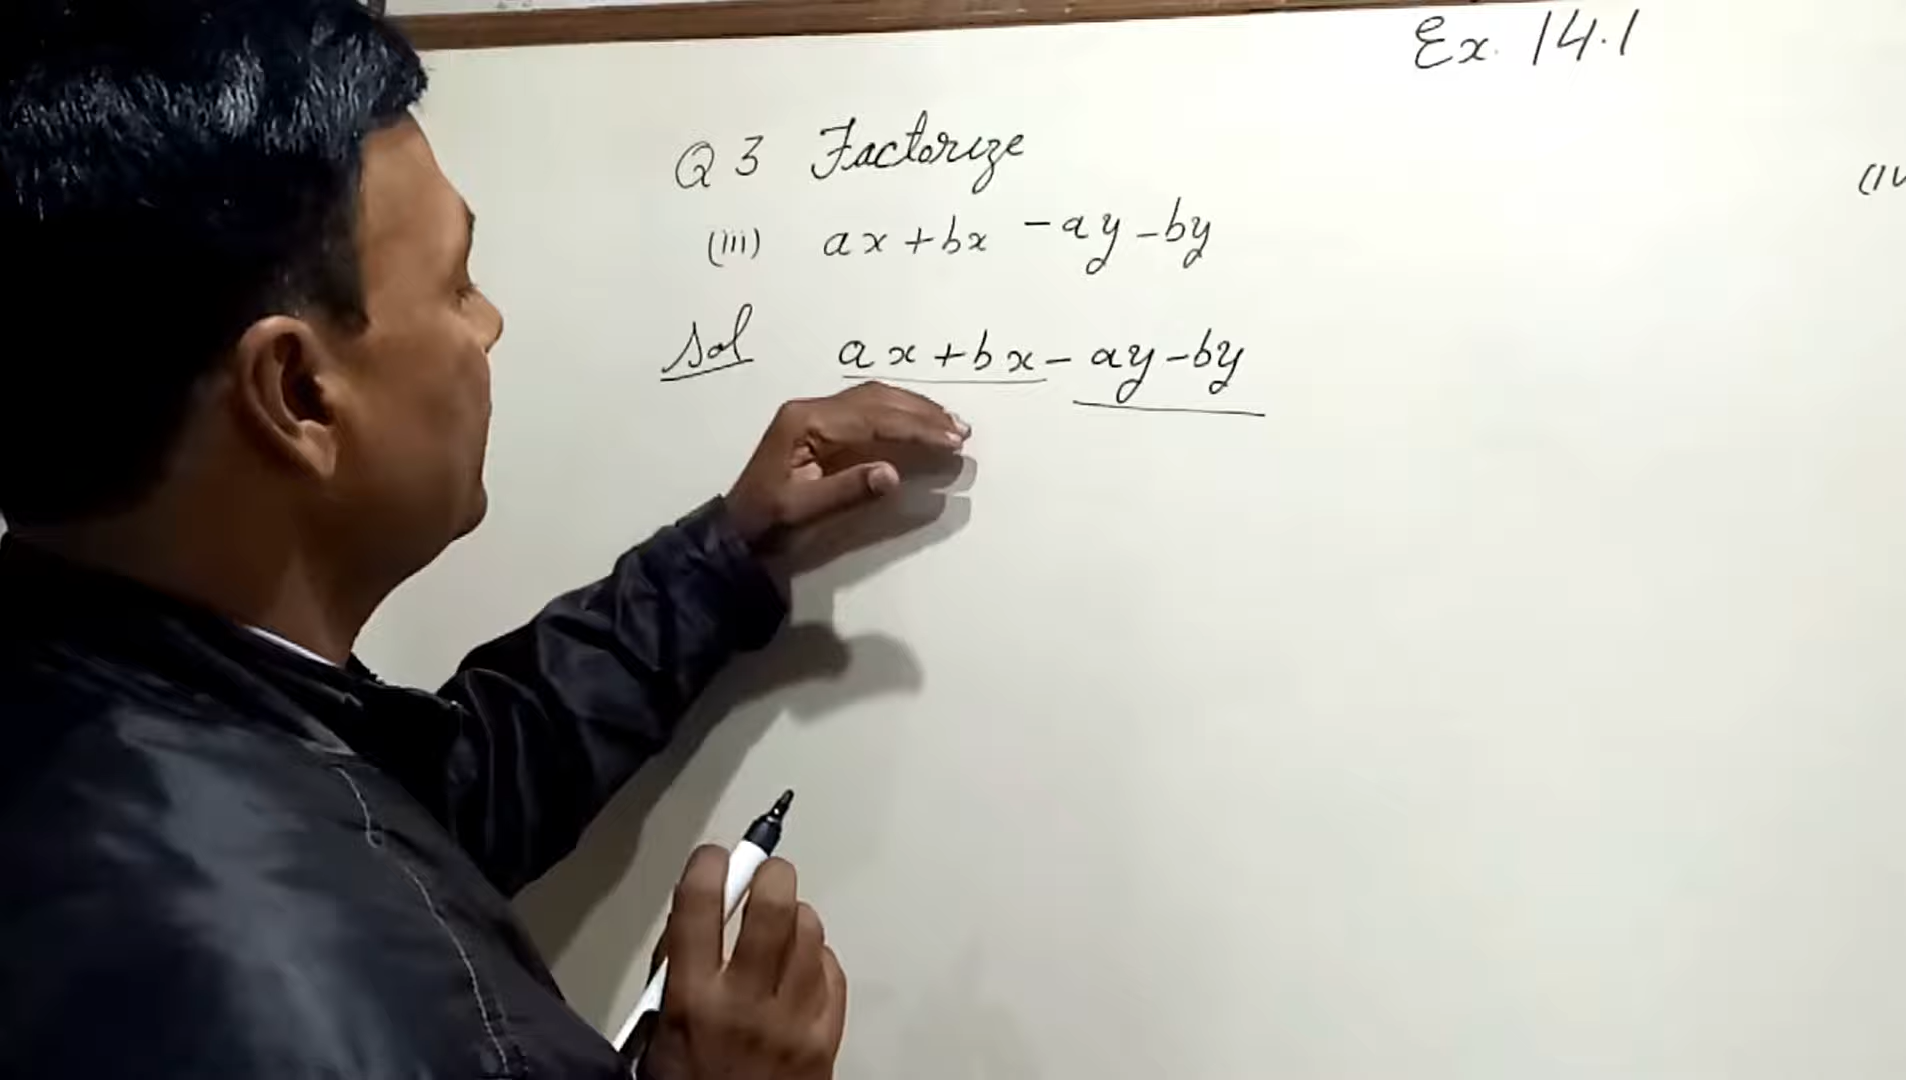 Ex. 14.1
Q 3 Factorize
(iii) ax + bx - ay - by
Sol ax + bx - ay - by